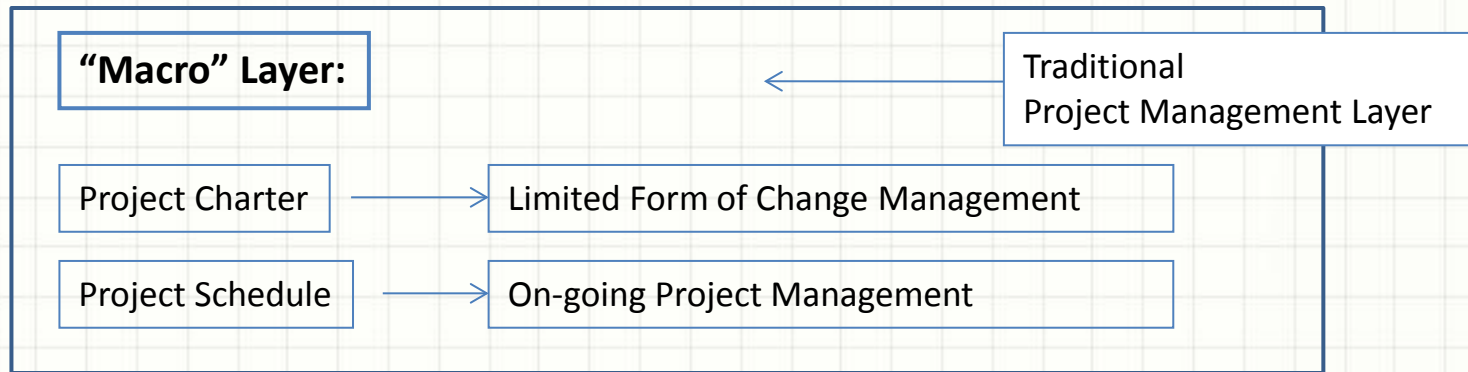 “Macro” Layer:
Traditional
Project Management Layer
Project Charter
Limited Form of Change Management
Project Schedule
On-going Project Management